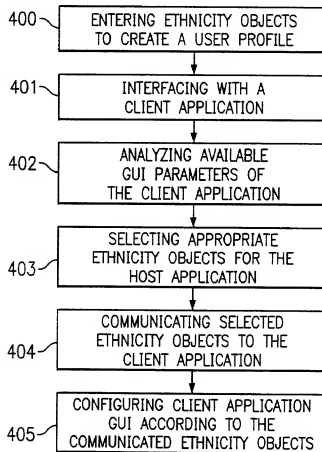 400
ENTERING ETHNICITY OBJECTS
TO CREATE A USER PROFILE
401
INTERFACING WITH A
CLIENT APPLICATION
402
ANALYZING AVAILABLE
GUI PARAMETERS OF
THE CLIENT APPLICATION
403
SELECTING APPROPRIATE
ETHNICITY OBJECTS FOR THE
HOST APPLICATION
404
COMMUNICATING SELECTED
ETHNICITY OBJECTS TO THE
CLIENT APPLICATION
405
CONFIGURING CLIENT APPLICATION
GUI ACCORDING TO THE
COMMUNICATED ETHNICITY OBJECTS